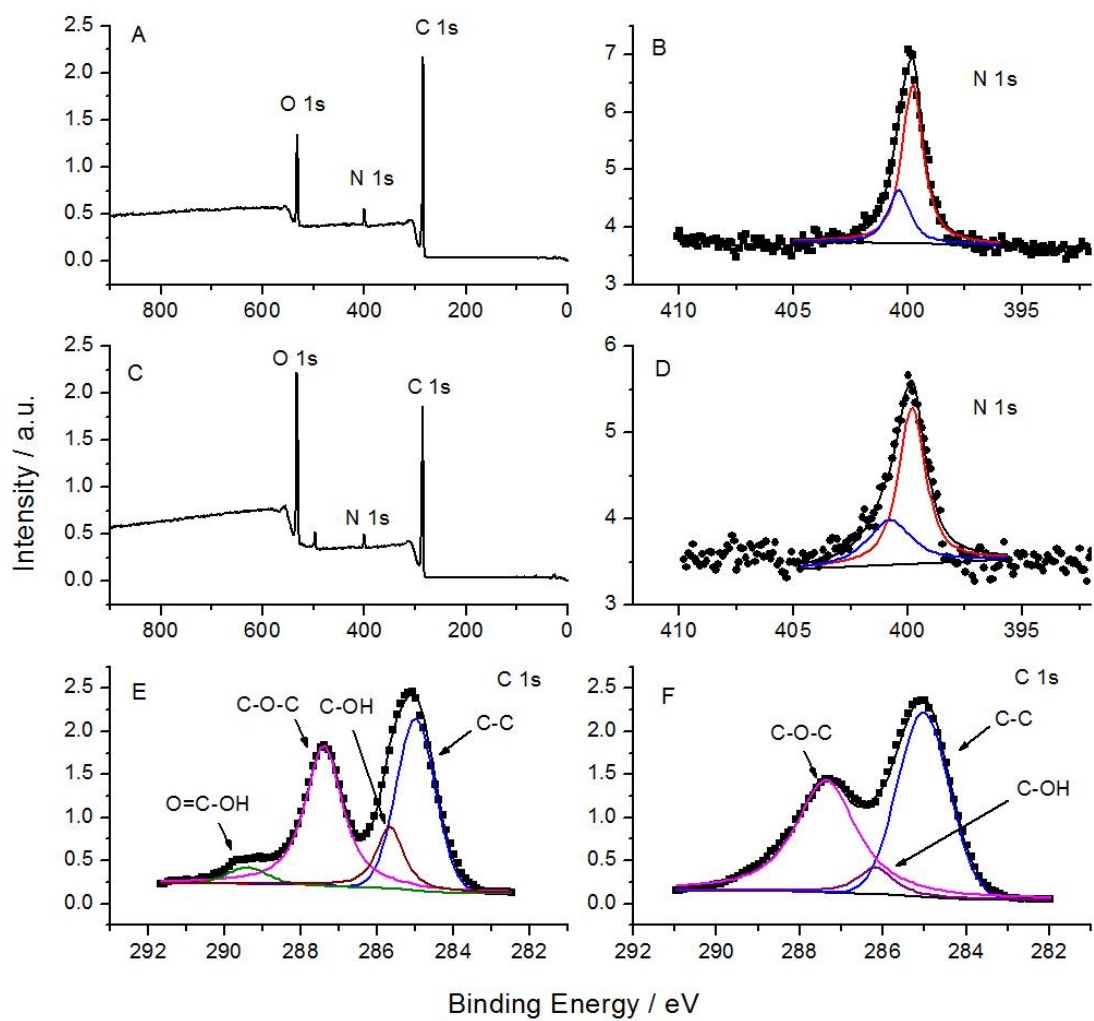 A
C 1s
O 1s
N 1s
2.5
2.0
1.5
1.0
0.5
0.0
800 600 400 200 0
B
N 1s
7
6
5
4
3
410 405 400 395
C
O 1s
C 1s
N 1s
2.5
2.0
1.5
1.0
0.5
0.0
800 600 400 200 0
D
N 1s
6
5
4
3
410 405 400 395
Intensity / a.u.
E
C 1s
C-O-C
C-OH
C-C
O=C-OH
2.5
2.0
1.5
1.0
0.5
0.0
292 290 288 286 284 282
F
C 1s
C-O-C
C-C
C-OH
2.5
2.0
1.5
1.0
0.5
0.0
292 291 290 289 288 287 286 285 284 283 282
Binding Energy / eV